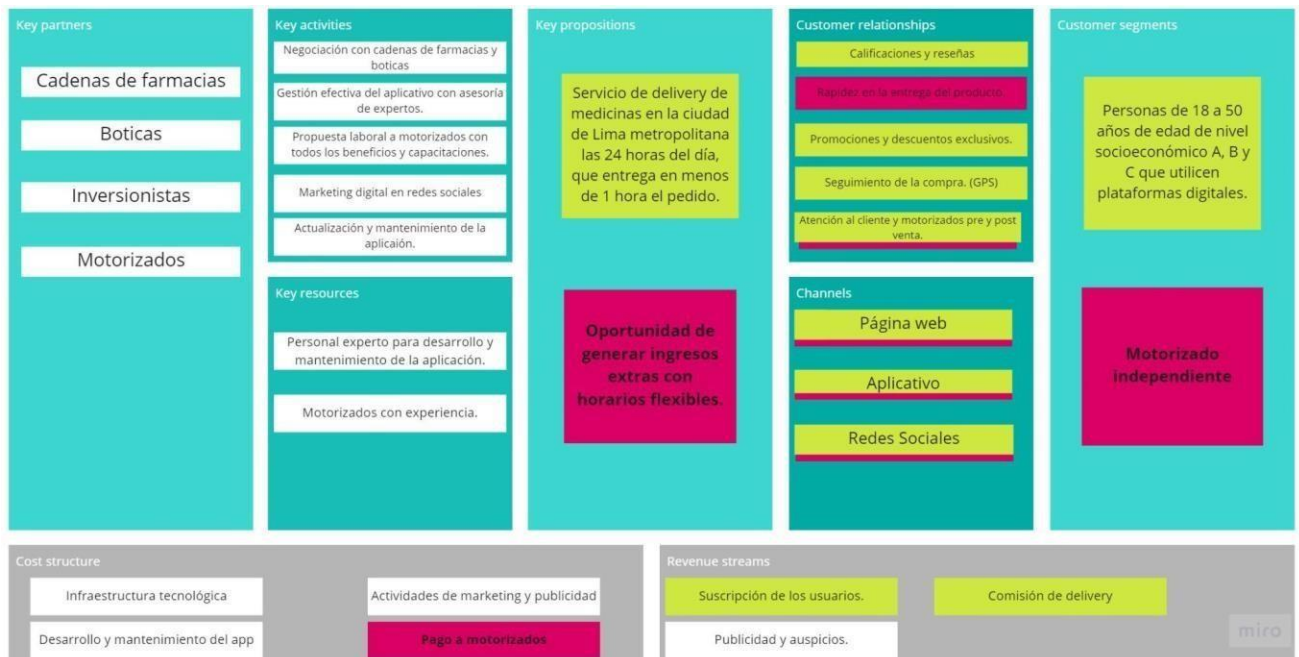 Key partners
Cadenas de farmacias
Boticas
Inversionistas
Motorizados
Key activities
Negociación con cadenas de farmacias y
boticas
Gestión efectiva del aplicativo con asesoría
de expertos.
Propuesta laboral a motorizados con
todos los beneficios y capacitaciones.
Marketing digital en redes sociales
Actualización y mantenimiento de la
aplicaión.
Key resources
Personal experto para desarrollo y
mantenimiento de la aplicación.
Motorizados con experiencia.
Key propositions
Servicio de delivery de
medicinas en la ciudad
de Lima metropolitana
las 24 horas del día,
que entrega en menos
de 1 hora el pedido.
Oportunidad de
generar ingresos
extras con
horarios flexibles.
Customer relationships
Calificaciones y reseñas
Rapidez en la entrega del producto.
Promociones y descuentos exclusivos.
Seguimiento de la compra. (GPS)
Atención al cliente y motorizados pre y post
venta.
Channels
Página web
Aplicativo
Redes Sociales
Customer segments
Personas de 18 a 50
años de edad de nivel
socioeconómico A, B y
C que utilicen
plataformas digitales.
Motorizado
independiente
Cost structure
Infraestructura tecnológica
Actividades de marketing y publicidad
Desarrollo y mantenimiento del app
Pago a motorizados
Revenue streams
Suscripción de los usuarios.
Comisión de delivery
Publicidad y auspicios.
miro